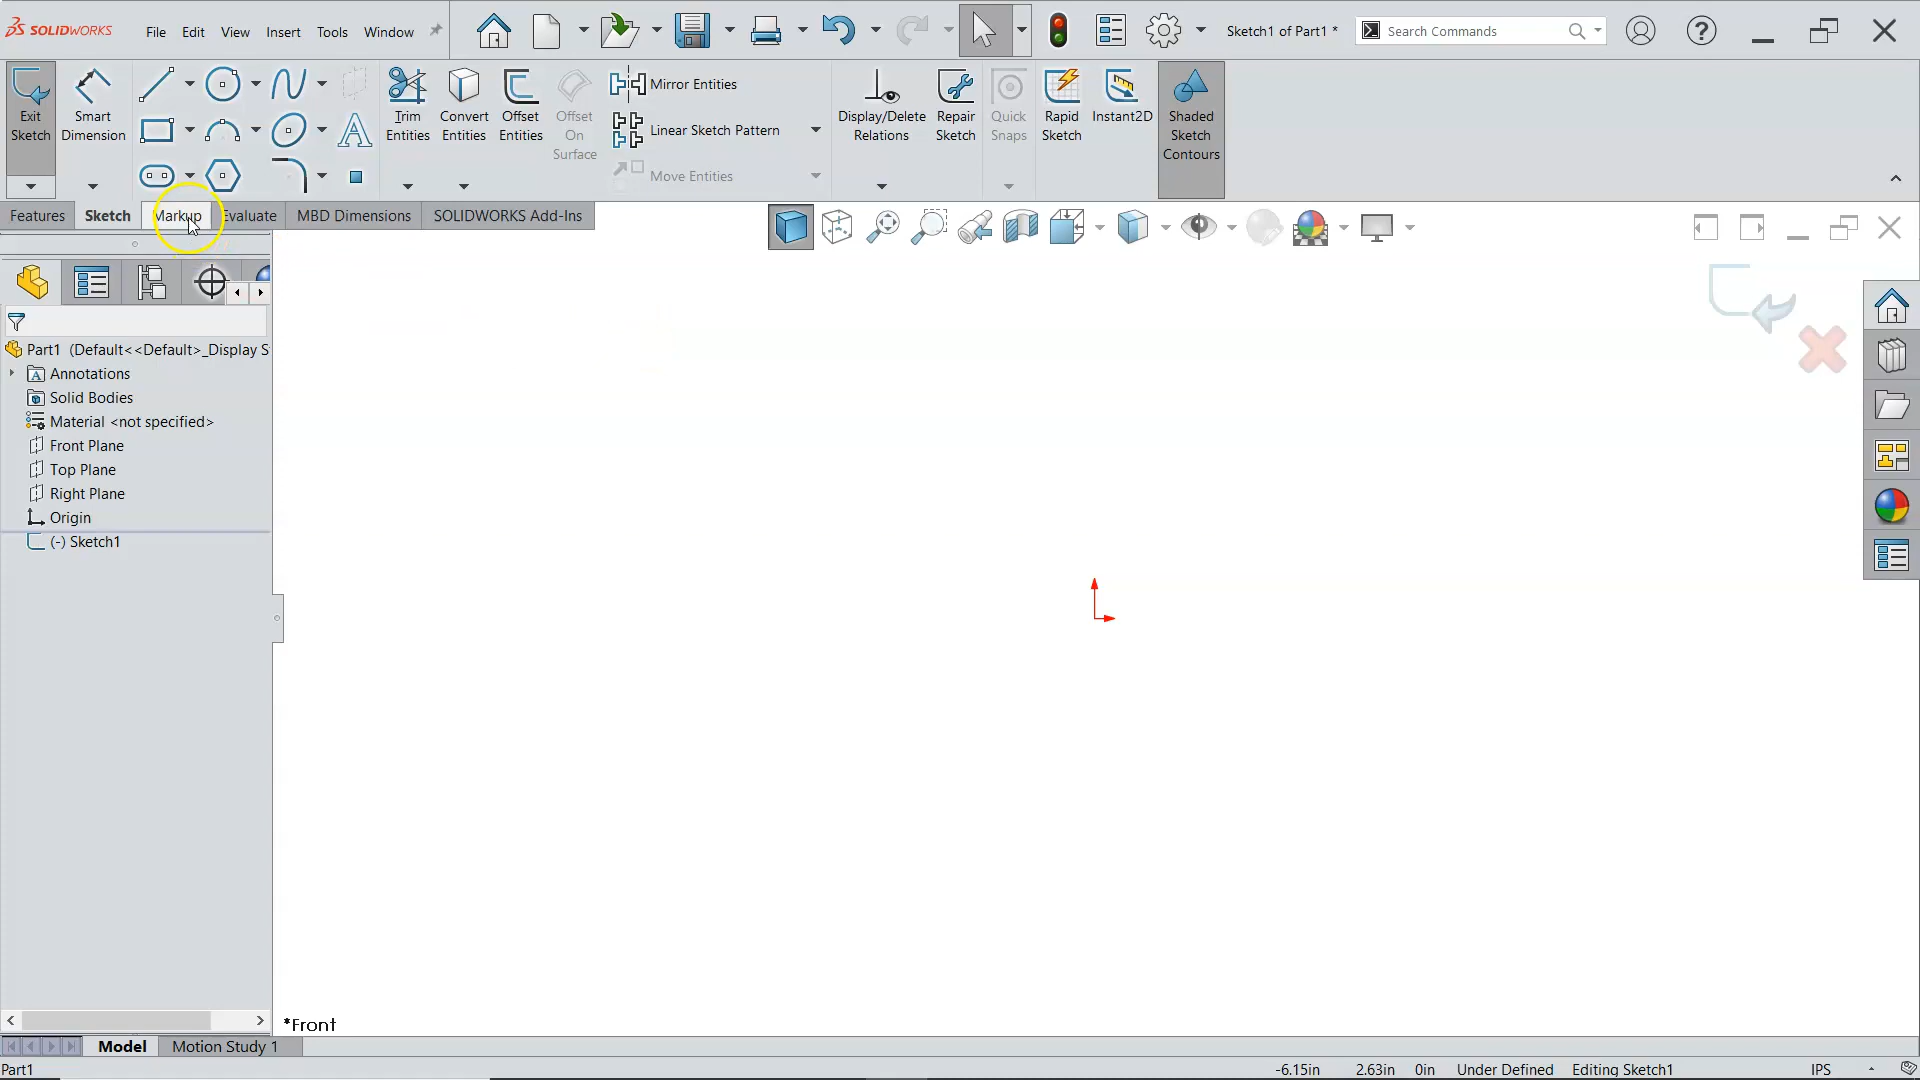 SOLIDWORKS File Edit View Insert Tools Window Sketch1 of Part1 * Search Commands
Exit Sketch
Smart Dimension
Trim Entities
Convert Entities
Offset Entities
Offset On Surface
Mirror Entities
Linear Sketch Pattern
Move Entities
Display/Delete Relations
Repair Sketch
Quick Snaps
Rapid Sketch
Instant2D
Shaded Sketch Contours
Features Sketch Markup Evaluate MBD Dimensions SOLIDWORKS Add-Ins
Part1 (Default<<Default>_Display S
Annotations
Solid Bodies
Material <not specified>
Front Plane
Top Plane
Right Plane
Origin
(-) Sketch1
*Front
Model Motion Study 1
Part1 -6.15in 2.63in 0in Under Defined Editing Sketch1 IPS